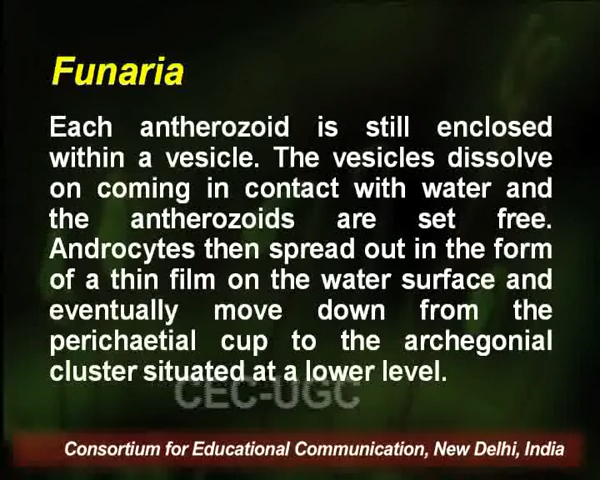 Funaria
Each antherozoid is still enclosed
within a vesicle. The vesicles dissolve
on coming in contact with water and
the antherozoids are set free.
Androcytes then spread out in the form
of a thin film on the water surface and
eventually move down from the
perichaetial cup to the archegonial
cluster situated at a lower level.
CEC-UGC
Consortium for Educational Communication, New Delhi, India